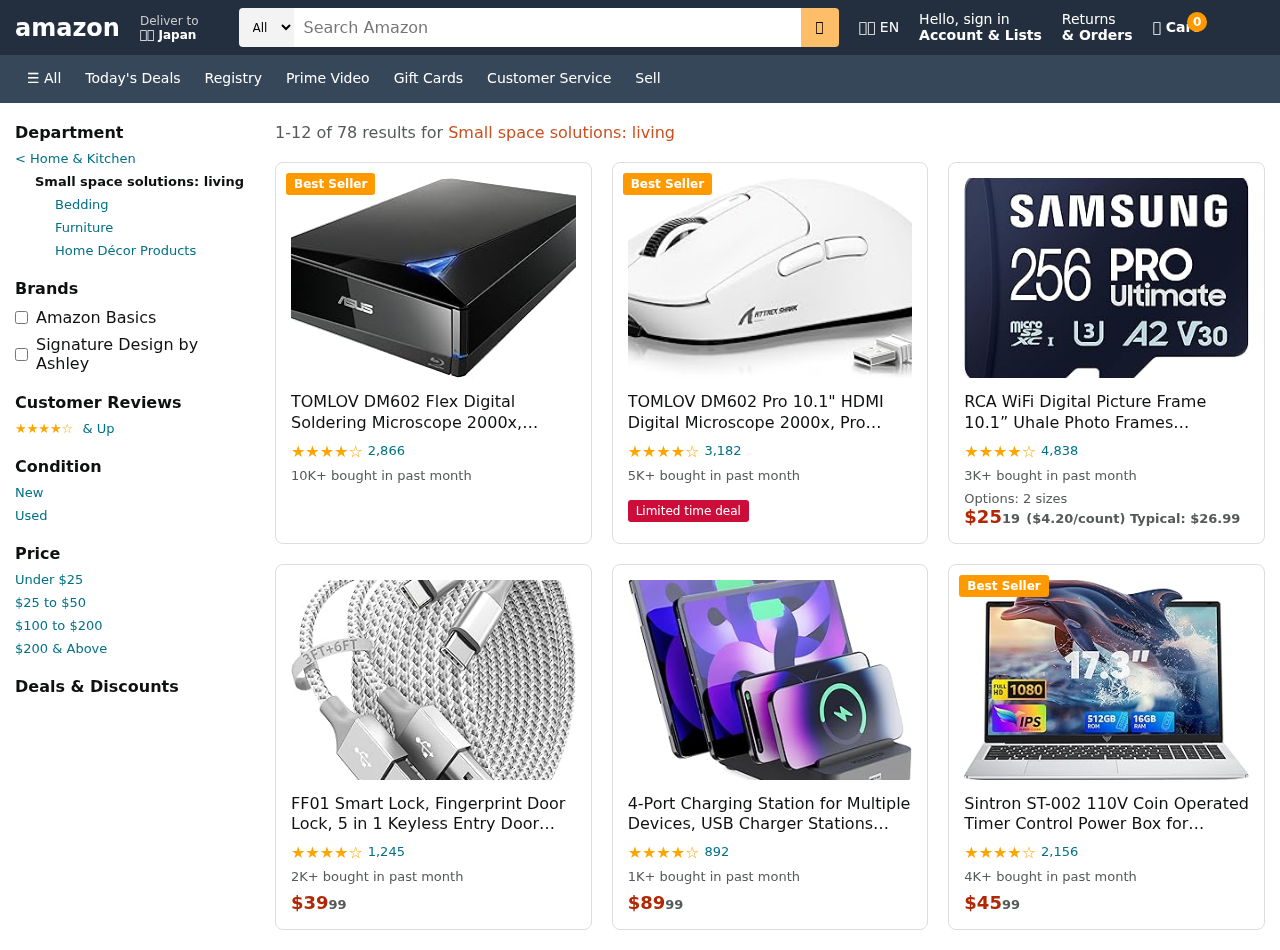 amazon
Deliver to
Japan
All
Search Amazon
EN
Hello, sign in
Account & Lists
Returns
& Orders
0
☰ All
Today's Deals
Registry
Prime Video
Gift Cards
Customer Service
Sell
Department
< Home & Kitchen
Small space solutions: living
Bedding
Furniture
Home Décor Products
Brands
Amazon Basics
Signature Design by
Ashley
Customer Reviews
★★★★☆ & Up
Condition
New
Used
Price
Under $25
$25 to $50
$100 to $200
$200 & Above
Deals & Discounts
1-12 of 78 results for Small space solutions: living
Best Seller
ASUS
TOMLOV DM602 Flex Digital
Soldering Microscope 2000x,…
★★★★☆ 2,866
10K+ bought in past month
Best Seller
ATTACK SHARK
TOMLOV DM602 Pro 10.1" HDMI
Digital Microscope 2000x, Pro…
★★★★☆ 3,182
5K+ bought in past month
Limited time deal
SAMSUNG
256 PRO
Ultimate
micro SD XC I U3 A2 V30
RCA WiFi Digital Picture Frame
10.1” Uhale Photo Frames…
★★★★☆ 4,838
3K+ bought in past month
Options: 2 sizes
$25 19 ($4.20/count) Typical: $26.99
FF01 Smart Lock, Fingerprint Door
Lock, 5 in 1 Keyless Entry Door…
★★★★☆ 1,245
2K+ bought in past month
$39 99
4-Port Charging Station for Multiple
Devices, USB Charger Stations…
★★★★☆ 892
1K+ bought in past month
$89 99
Best Seller
17.3”
FULL HD 1080
IPS
512GB ROM
16GB RAM
Sintron ST-002 110V Coin Operated
Timer Control Power Box for…
★★★★☆ 2,156
4K+ bought in past month
$45 99